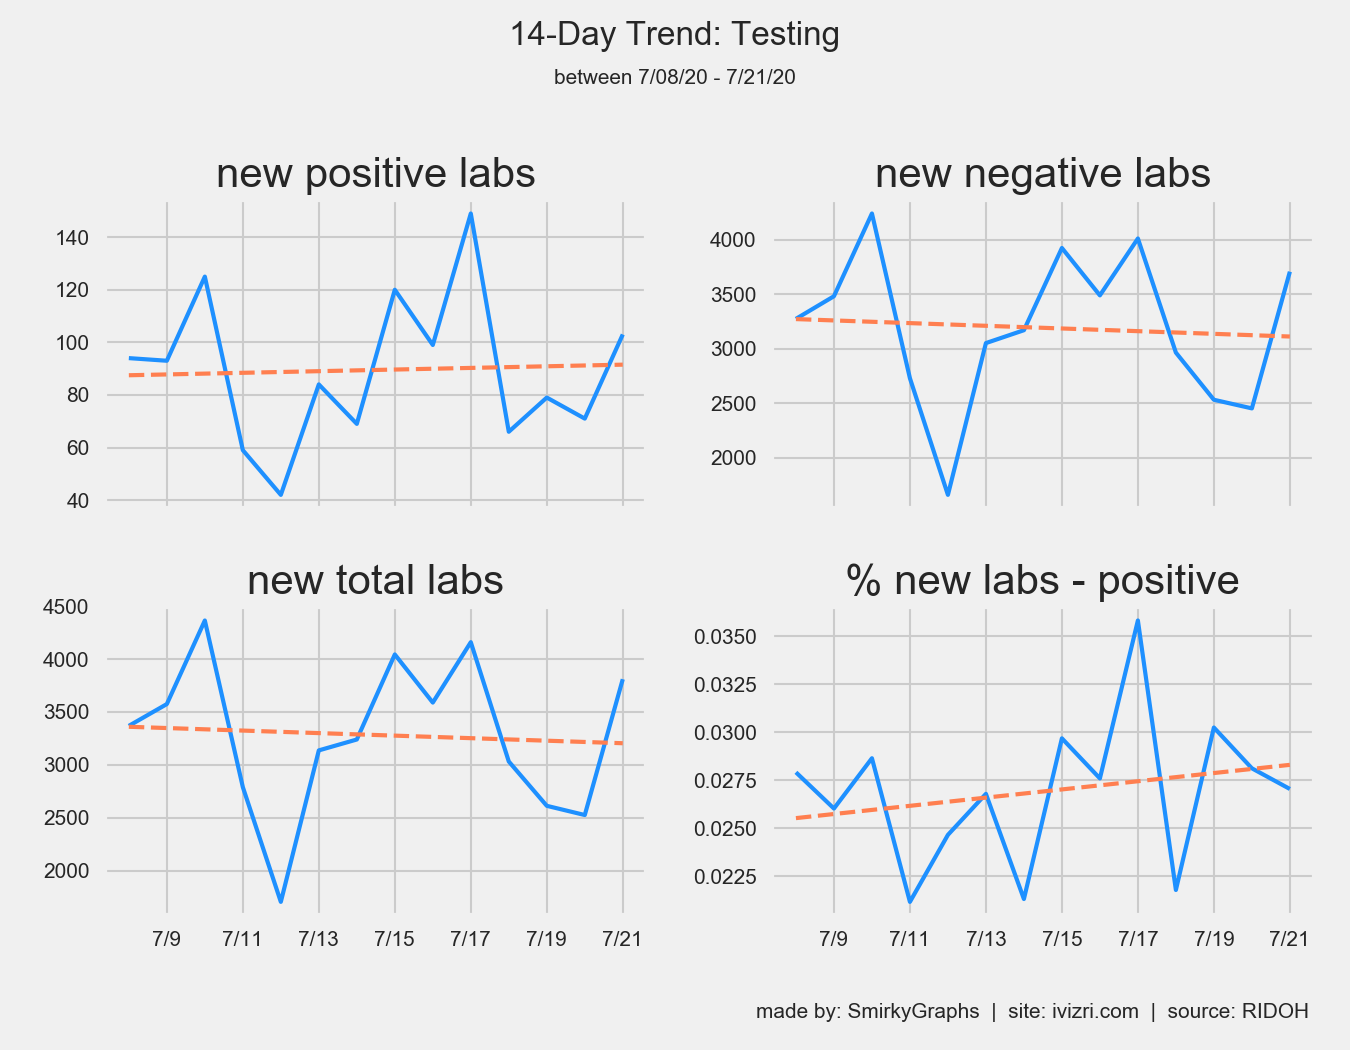 14-Day Trend: Testing
between 7/08/20 - 7/21/20
new positive labs
140
120
100
80
60
40
new negative labs
4000
3500
3000
2500
2000
new total labs
4500
4000
3500
3000
2500
2000
7/9 7/11 7/13 7/15 7/17 7/19 7/21
% new labs - positive
0.0350
0.0325
0.0300
0.0275
0.0250
0.0225
7/9 7/11 7/13 7/15 7/17 7/19 7/21
made by: SmirkyGraphs | site: ivizri.com | source: RIDOH